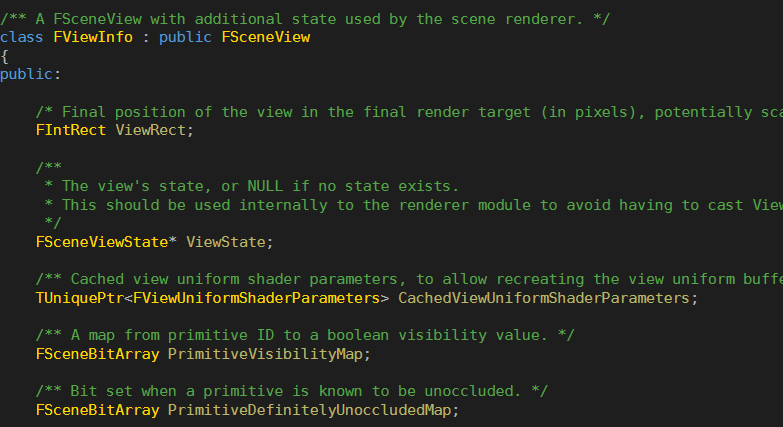 /** A FSceneView with additional state used by the scene renderer. */
class FViewInfo : public FSceneView
{
public:
/* Final position of the view in the final render target (in pixels), potentially sca
FIntRect ViewRect;
/**
* The view's state, or NULL if no state exists.
* This should be used internally to the renderer module to avoid having to cast View
*/
FSceneViewState* ViewState;
/** Cached view uniform shader parameters, to allow recreating the view uniform buffe
TUniquePtr<FViewUniformShaderParameters> CachedViewUniformShaderParameters;
/** A map from primitive ID to a boolean visibility value. */
FSceneBitArray PrimitiveVisibilityMap;
/** Bit set when a primitive is known to be unoccluded. */
FSceneBitArray PrimitiveDefinitelyUnoccludedMap;